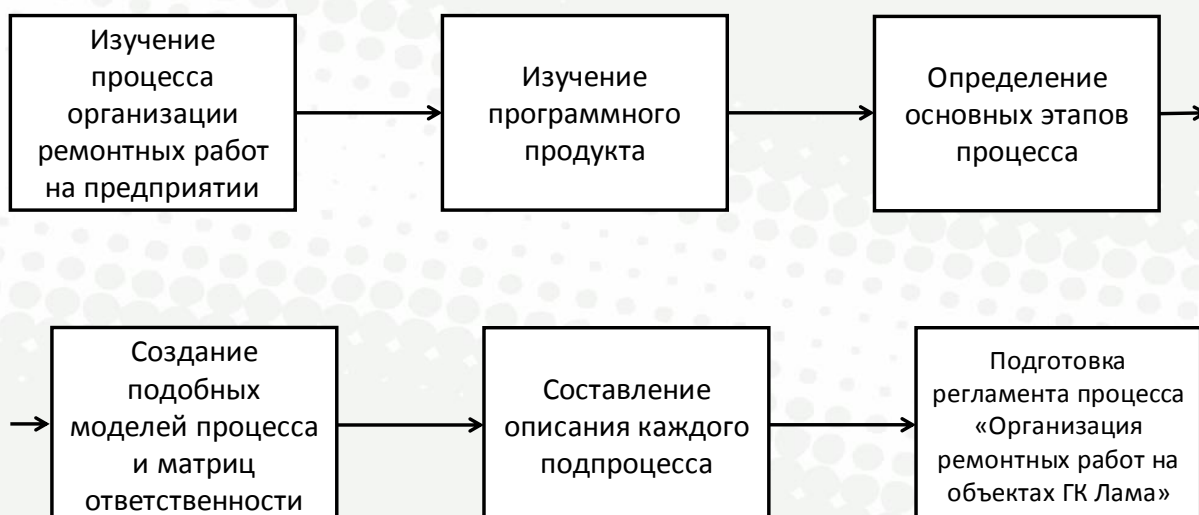 Изучение
процесса
организации
ремонтных работ
на предприятии
Изучение
программного
продукта
Определение
основных этапов
процесса
Создание
подобных
моделей процесса
и матриц
ответственности
Составление
описания каждого
подпроцесса
Подготовка
регламента процесса
«Организация
ремонтных работ на
объектах ГК Лама»